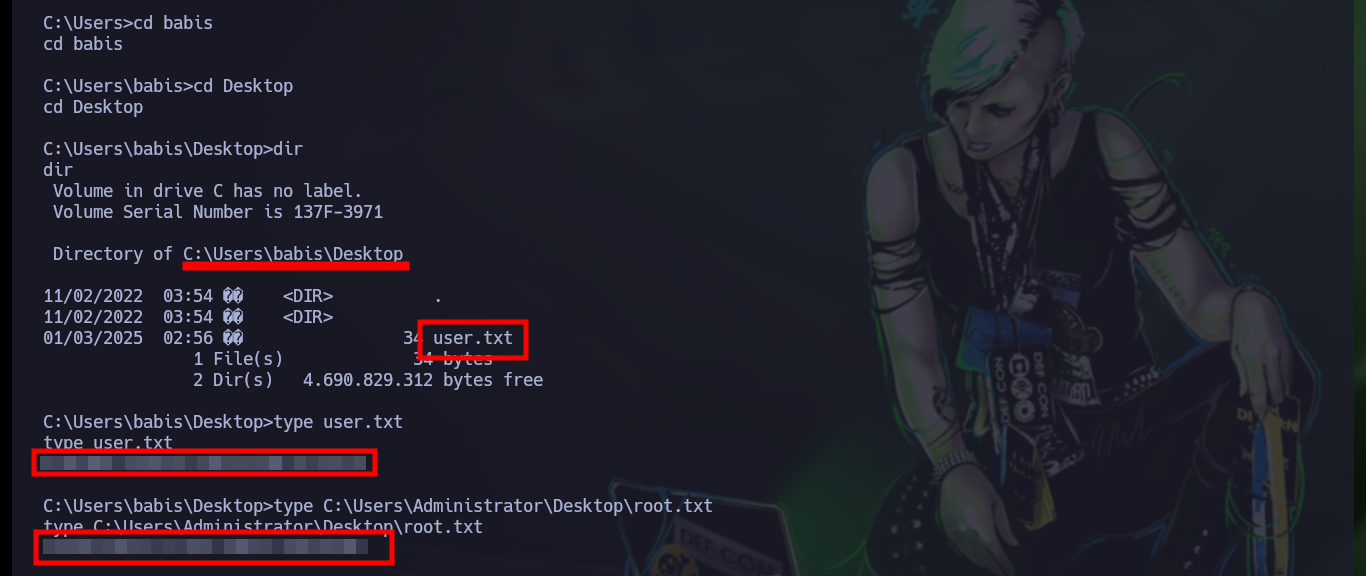 C:\Users>cd babis
cd babis
C:\Users\babis>cd Desktop
cd Desktop
C:\Users\babis\Desktop>dir
dir
Volume in drive C has no label.
Volume Serial Number is 137F-3971
Directory of C:\Users\babis\Desktop
11/02/2022  03:54 ��    <DIR>          .
11/02/2022  03:54 ��    <DIR>
01/03/2025  02:56 ��                34 user.txt
1 File(s)             34 bytes
2 Dir(s)   4.690.829.312 bytes free
C:\Users\babis\Desktop>type user.txt
type user.txt
C:\Users\babis\Desktop>type C:\Users\Administrator\Desktop\root.txt
type C:\Users\Administrator\Desktop\root.txt
DEF CON
DEF CON
DEF CON